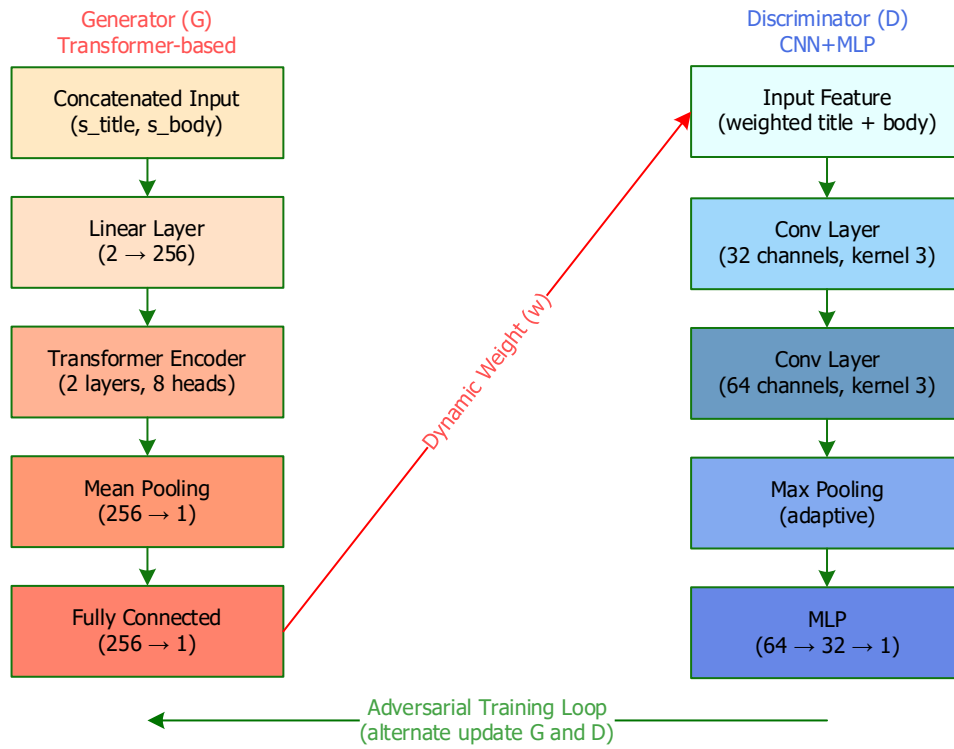 Generator (G)
Transformer-based
Concatenated Input
(s_title, s_body)
Linear Layer
(2 → 256)
Transformer Encoder
(2 layers, 8 heads)
Mean Pooling
(256 → 1)
Fully Connected
(256 → 1)
Dynamic Weight (w)
Discriminator (D)
CNN+MLP
Input Feature
(weighted title + body)
Conv Layer
(32 channels, kernel 3)
Conv Layer
(64 channels, kernel 3)
Max Pooling
(adaptive)
MLP
(64 → 32 → 1)
Adversarial Training Loop
(alternate update G and D)